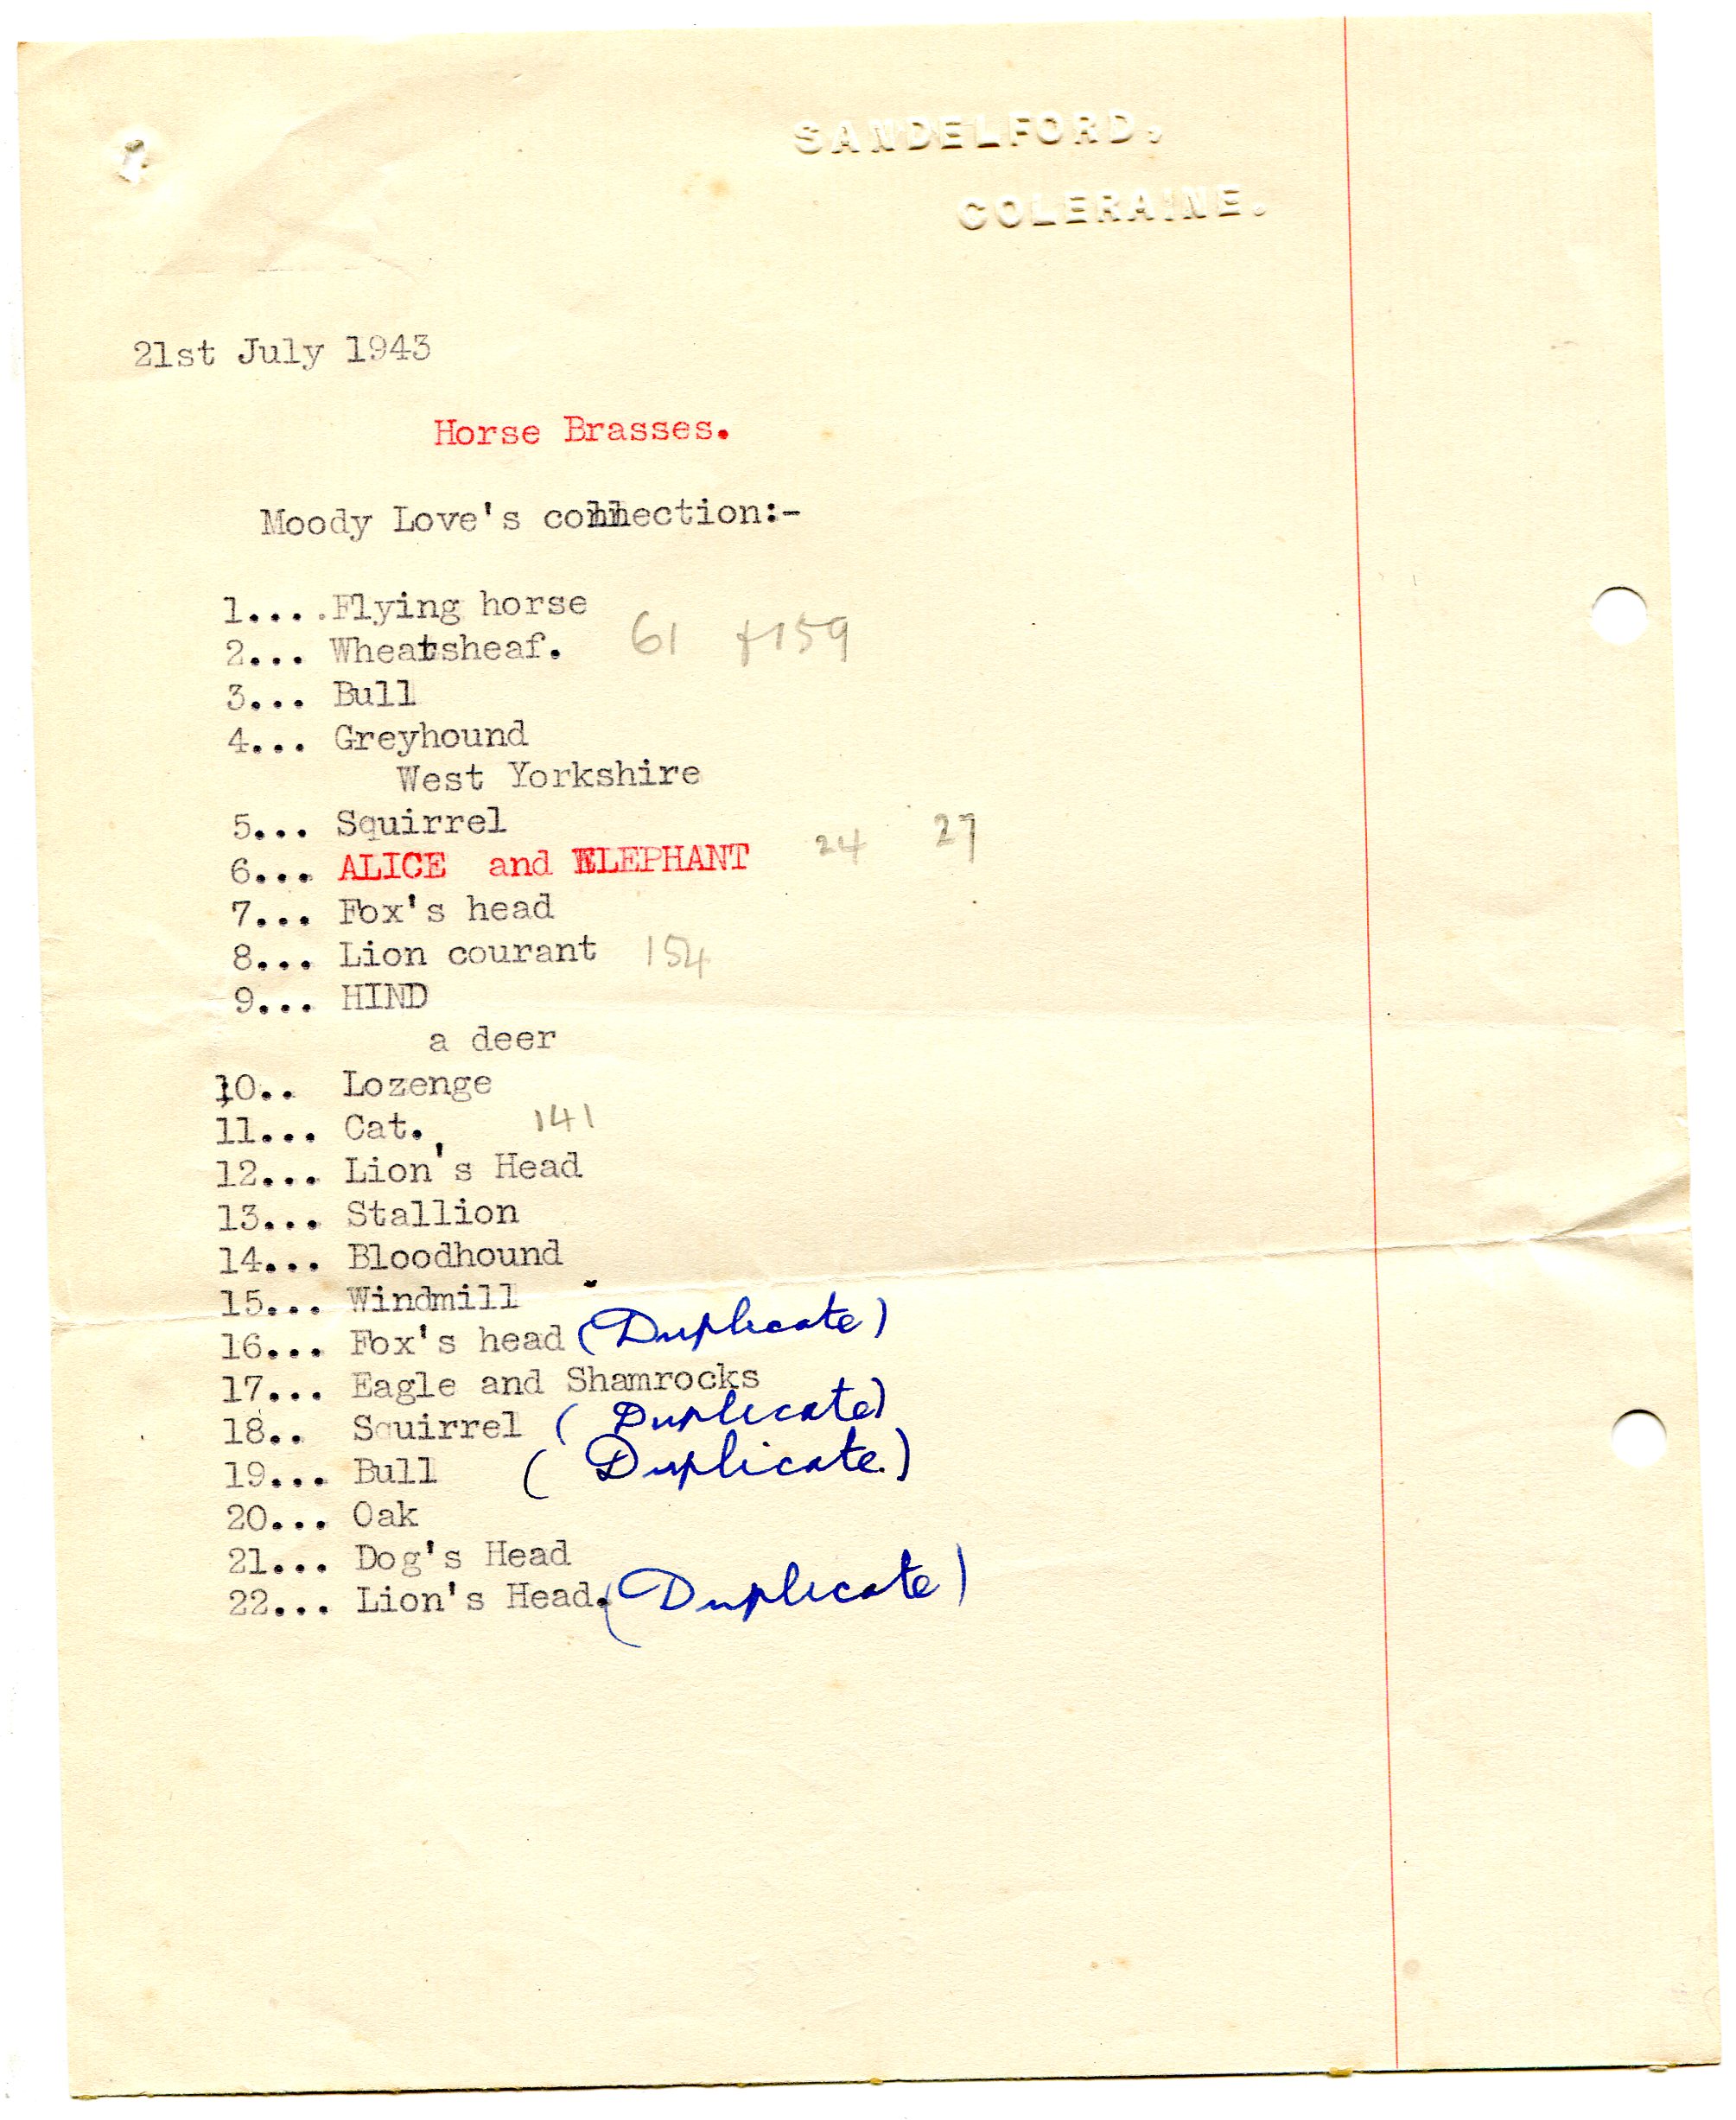 SANDELFORD,
COLERAINE.
21st July 1943
Horse Brasses.
Moody Love's collection:-
1....Flying horse
2... Wheatsheaf. 61 +159
3... Bull
4... Greyhound
West Yorkshire
5... Squirrel
6... ALICE and ELEPHANT 24 27
7... Fox's head
8... Lion courant 154
9... HIND
a deer
10.. Lozenge
11... Cat. 141
12... Lion's Head
13... Stallion
14... Bloodhound
15... Windmill
16... Fox's head (Duplicate)
17... Eagle and Shamrocks
18.. Squirrel (Duplicate)
19... Bull (Duplicate.)
20... Oak
21... Dog's Head
22... Lion's Head. (Duplicate)